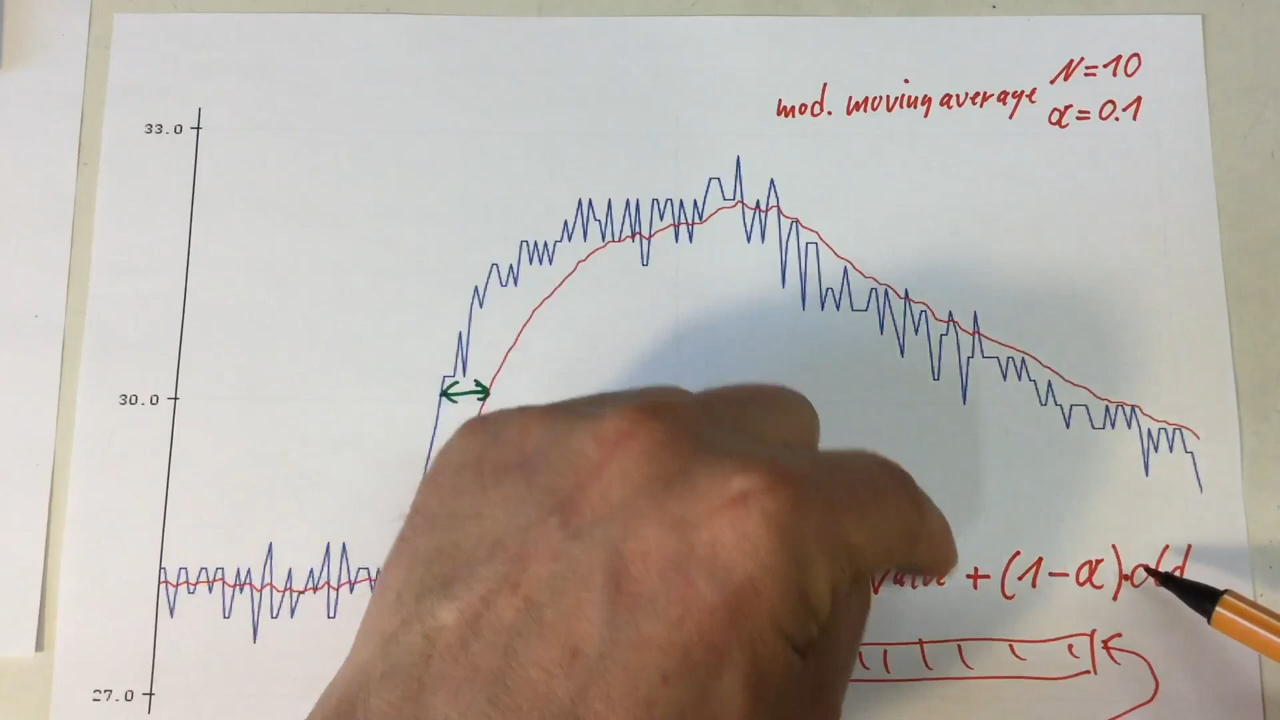 N=10
mod. moving average
α=0.1
33.0
30.0
value + (1-α)·old
27.0